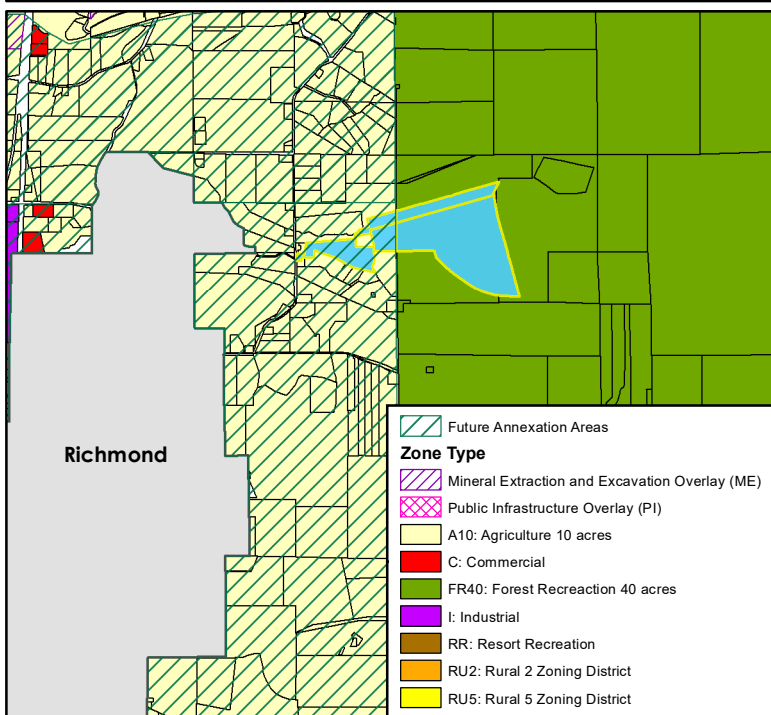 Richmond
Future Annexation Areas
Zone Type
Mineral Extraction and Excavation Overlay (ME)
Public Infrastructure Overlay (PI)
A10: Agriculture 10 acres
C: Commercial
FR40: Forest Recreaction 40 acres
I: Industrial
RR: Resort Recreation
RU2: Rural 2 Zoning District
RU5: Rural 5 Zoning District